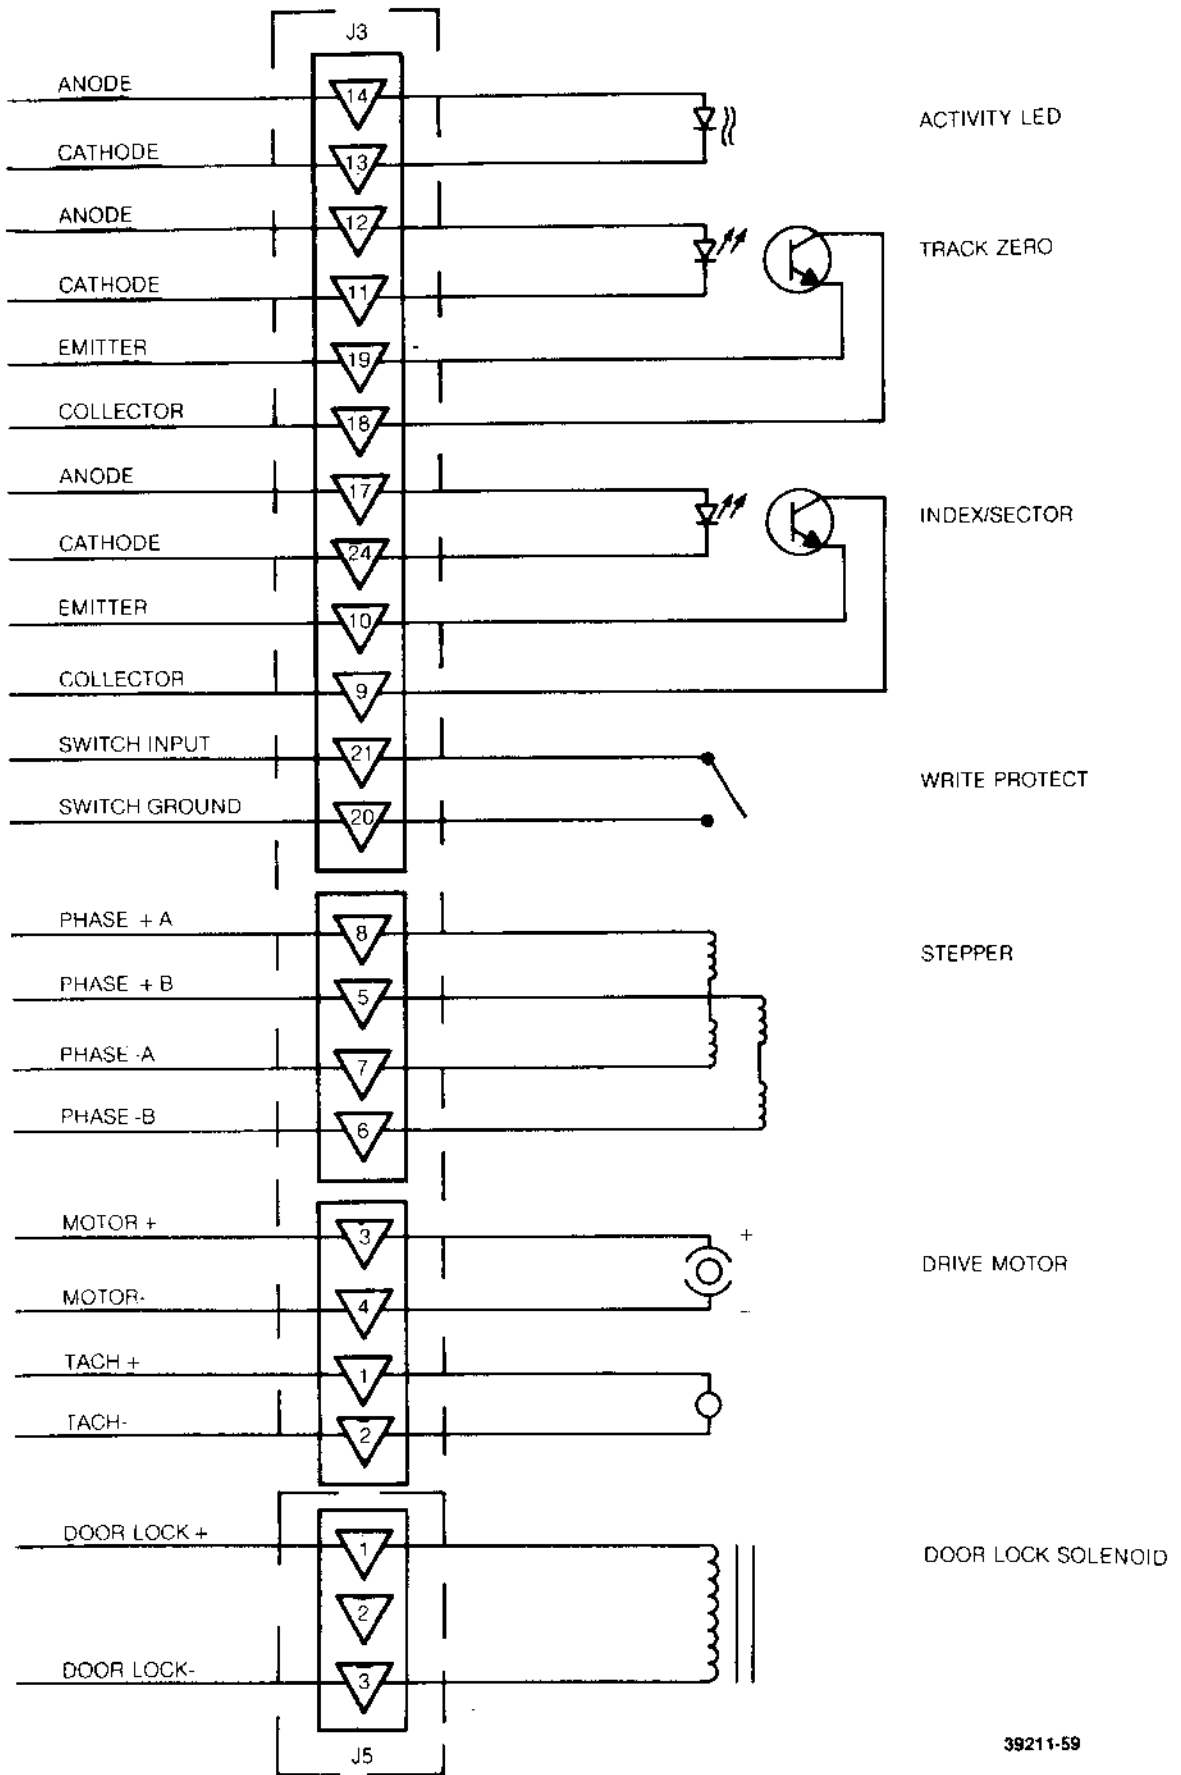 J3
ANODE 14
ACTIVITY LED
CATHODE 13
ANODE 12
TRACK ZERO
CATHODE 11
EMITTER 19
COLLECTOR 18
ANODE 17
INDEX/SECTOR
CATHODE 24
EMITTER 10
COLLECTOR 9
SWITCH INPUT 21
WRITE PROTECT
SWITCH GROUND 20
PHASE + A 8
STEPPER
PHASE + B 5
PHASE -A 7
PHASE -B 6
MOTOR + 3 +
DRIVE MOTOR
MOTOR- 4 –
TACH + 1
TACH- 2
DOOR LOCK + 1
DOOR LOCK SOLENOID
2
DOOR LOCK- 3
J5
39211-59